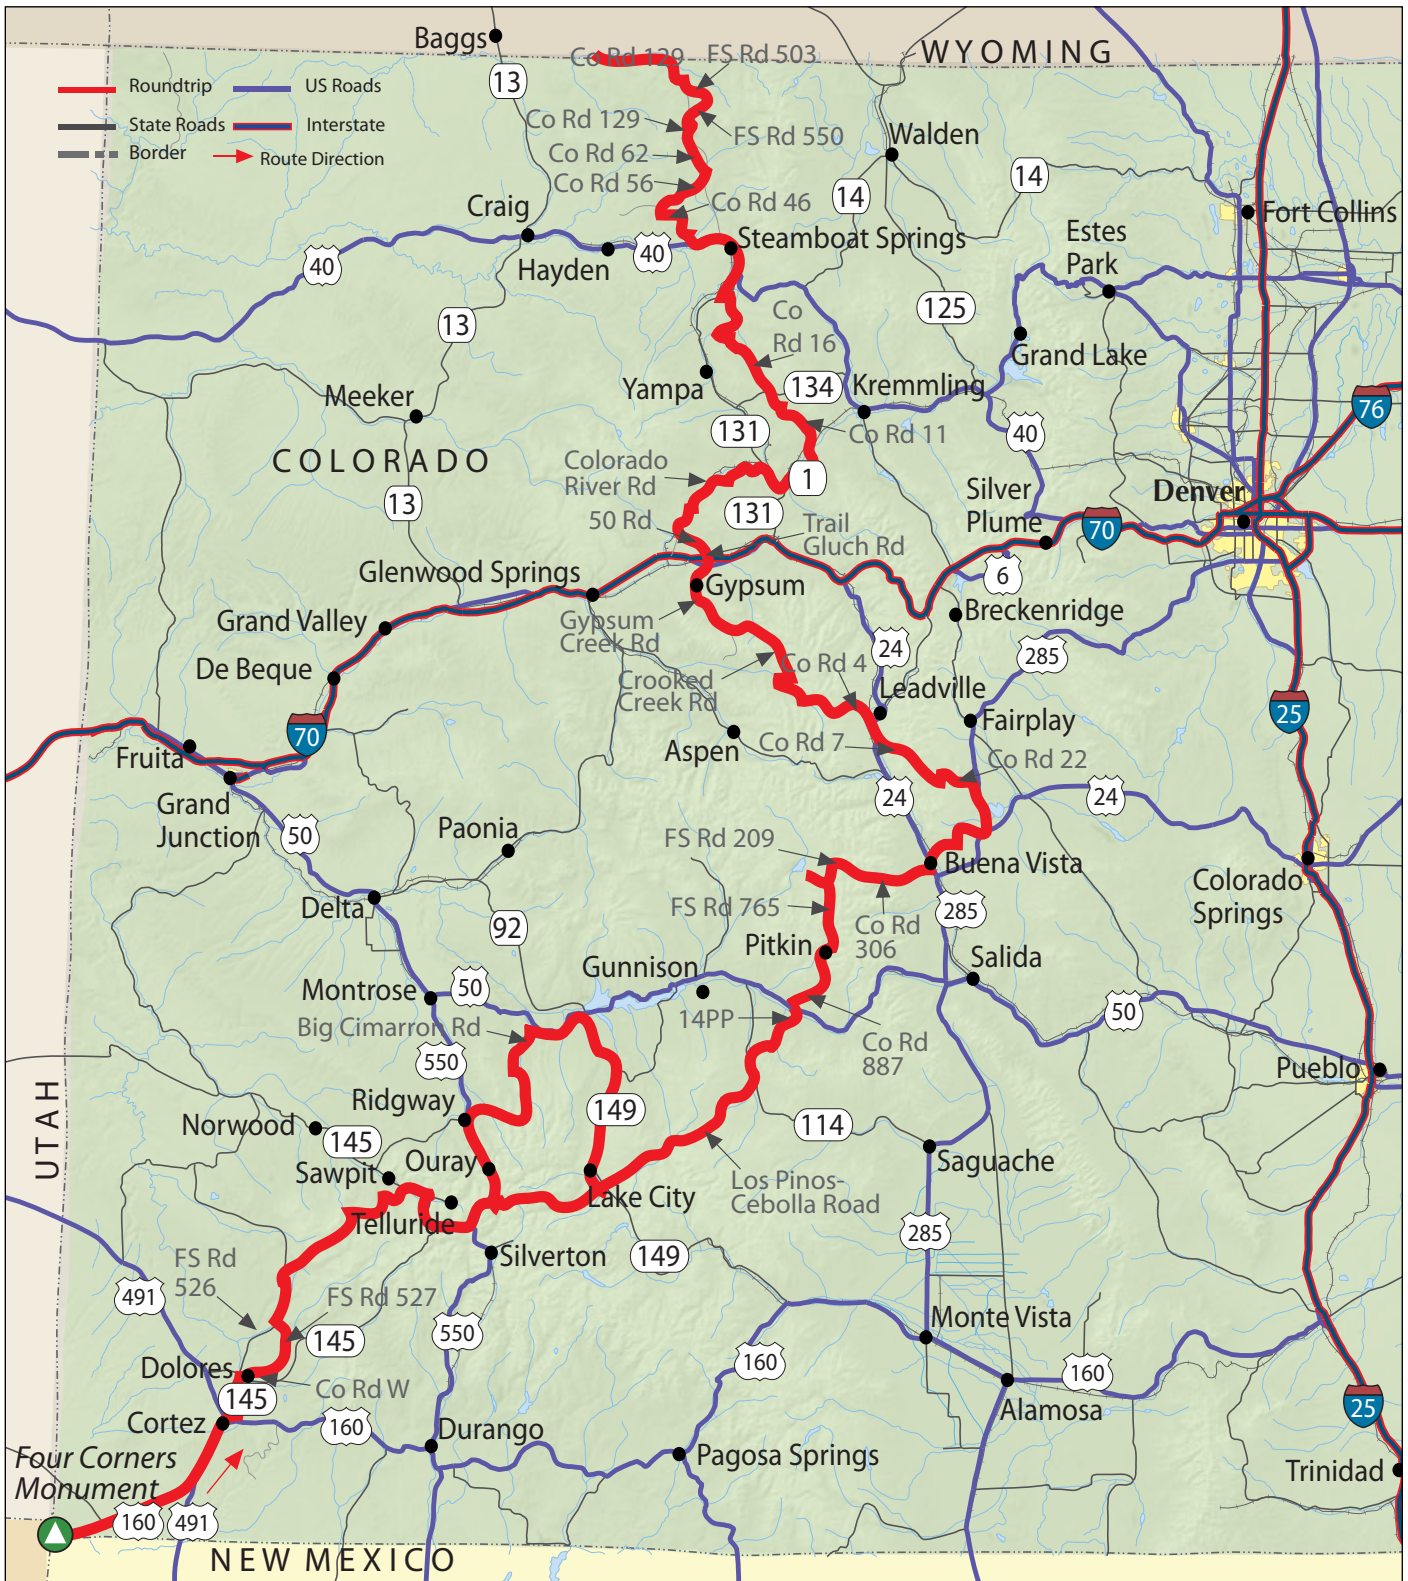 Baggs
Co Rd 129
FS Rd 503
WYOMING
Roundtrip
US Roads
13
State Roads
Interstate
Co Rd 129
FS Rd 550
Walden
Border
Route Direction
Co Rd 62
Co Rd 56
14
14
Craig
Co Rd 46
Fort Collins
Steamboat Springs
Estes
Park
40
Hayden
40
13
Co
Rd 16
125
Grand Lake
Meeker
Yampa
134
Kremmling
76
131
Co Rd 11
40
COLORADO
Colorado
River Rd
1
Silver
Plume
Denver
13
50 Rd
131
Trail
Gluch Rd
70
Glenwood Springs
Gypsum
6
Grand Valley
Gypsum
Creek Rd
Breckenridge
De Beque
Crooked
Creek Rd
Co Rd 4
24
285
Leadville
25
70
Fruita
Aspen
Co Rd 7
Fairplay
Co Rd 22
Grand
Junction
50
Paonia
24
24
FS Rd 209
Buena Vista
Colorado
Springs
Delta
92
FS Rd 765
Co Rd
306
285
Pitkin
Gunnison
Salida
Montrose
50
14PP
50
Big Cimarron Rd
Co Rd
887
550
Pueblo
UTAH
Ridgway
Norwood
145
149
114
Sawpit
Ouray
Saguache
Lake City
Los Pinos-
Cebolla Road
Telluride
Silverton
149
285
FS Rd
526
491
FS Rd 527
145
550
Monte Vista
Dolores
160
160
Co Rd W
145
Alamosa
25
Cortez
160
Durango
Pagosa Springs
Four Corners
Monument
Trinidad
160
491
NEW MEXICO